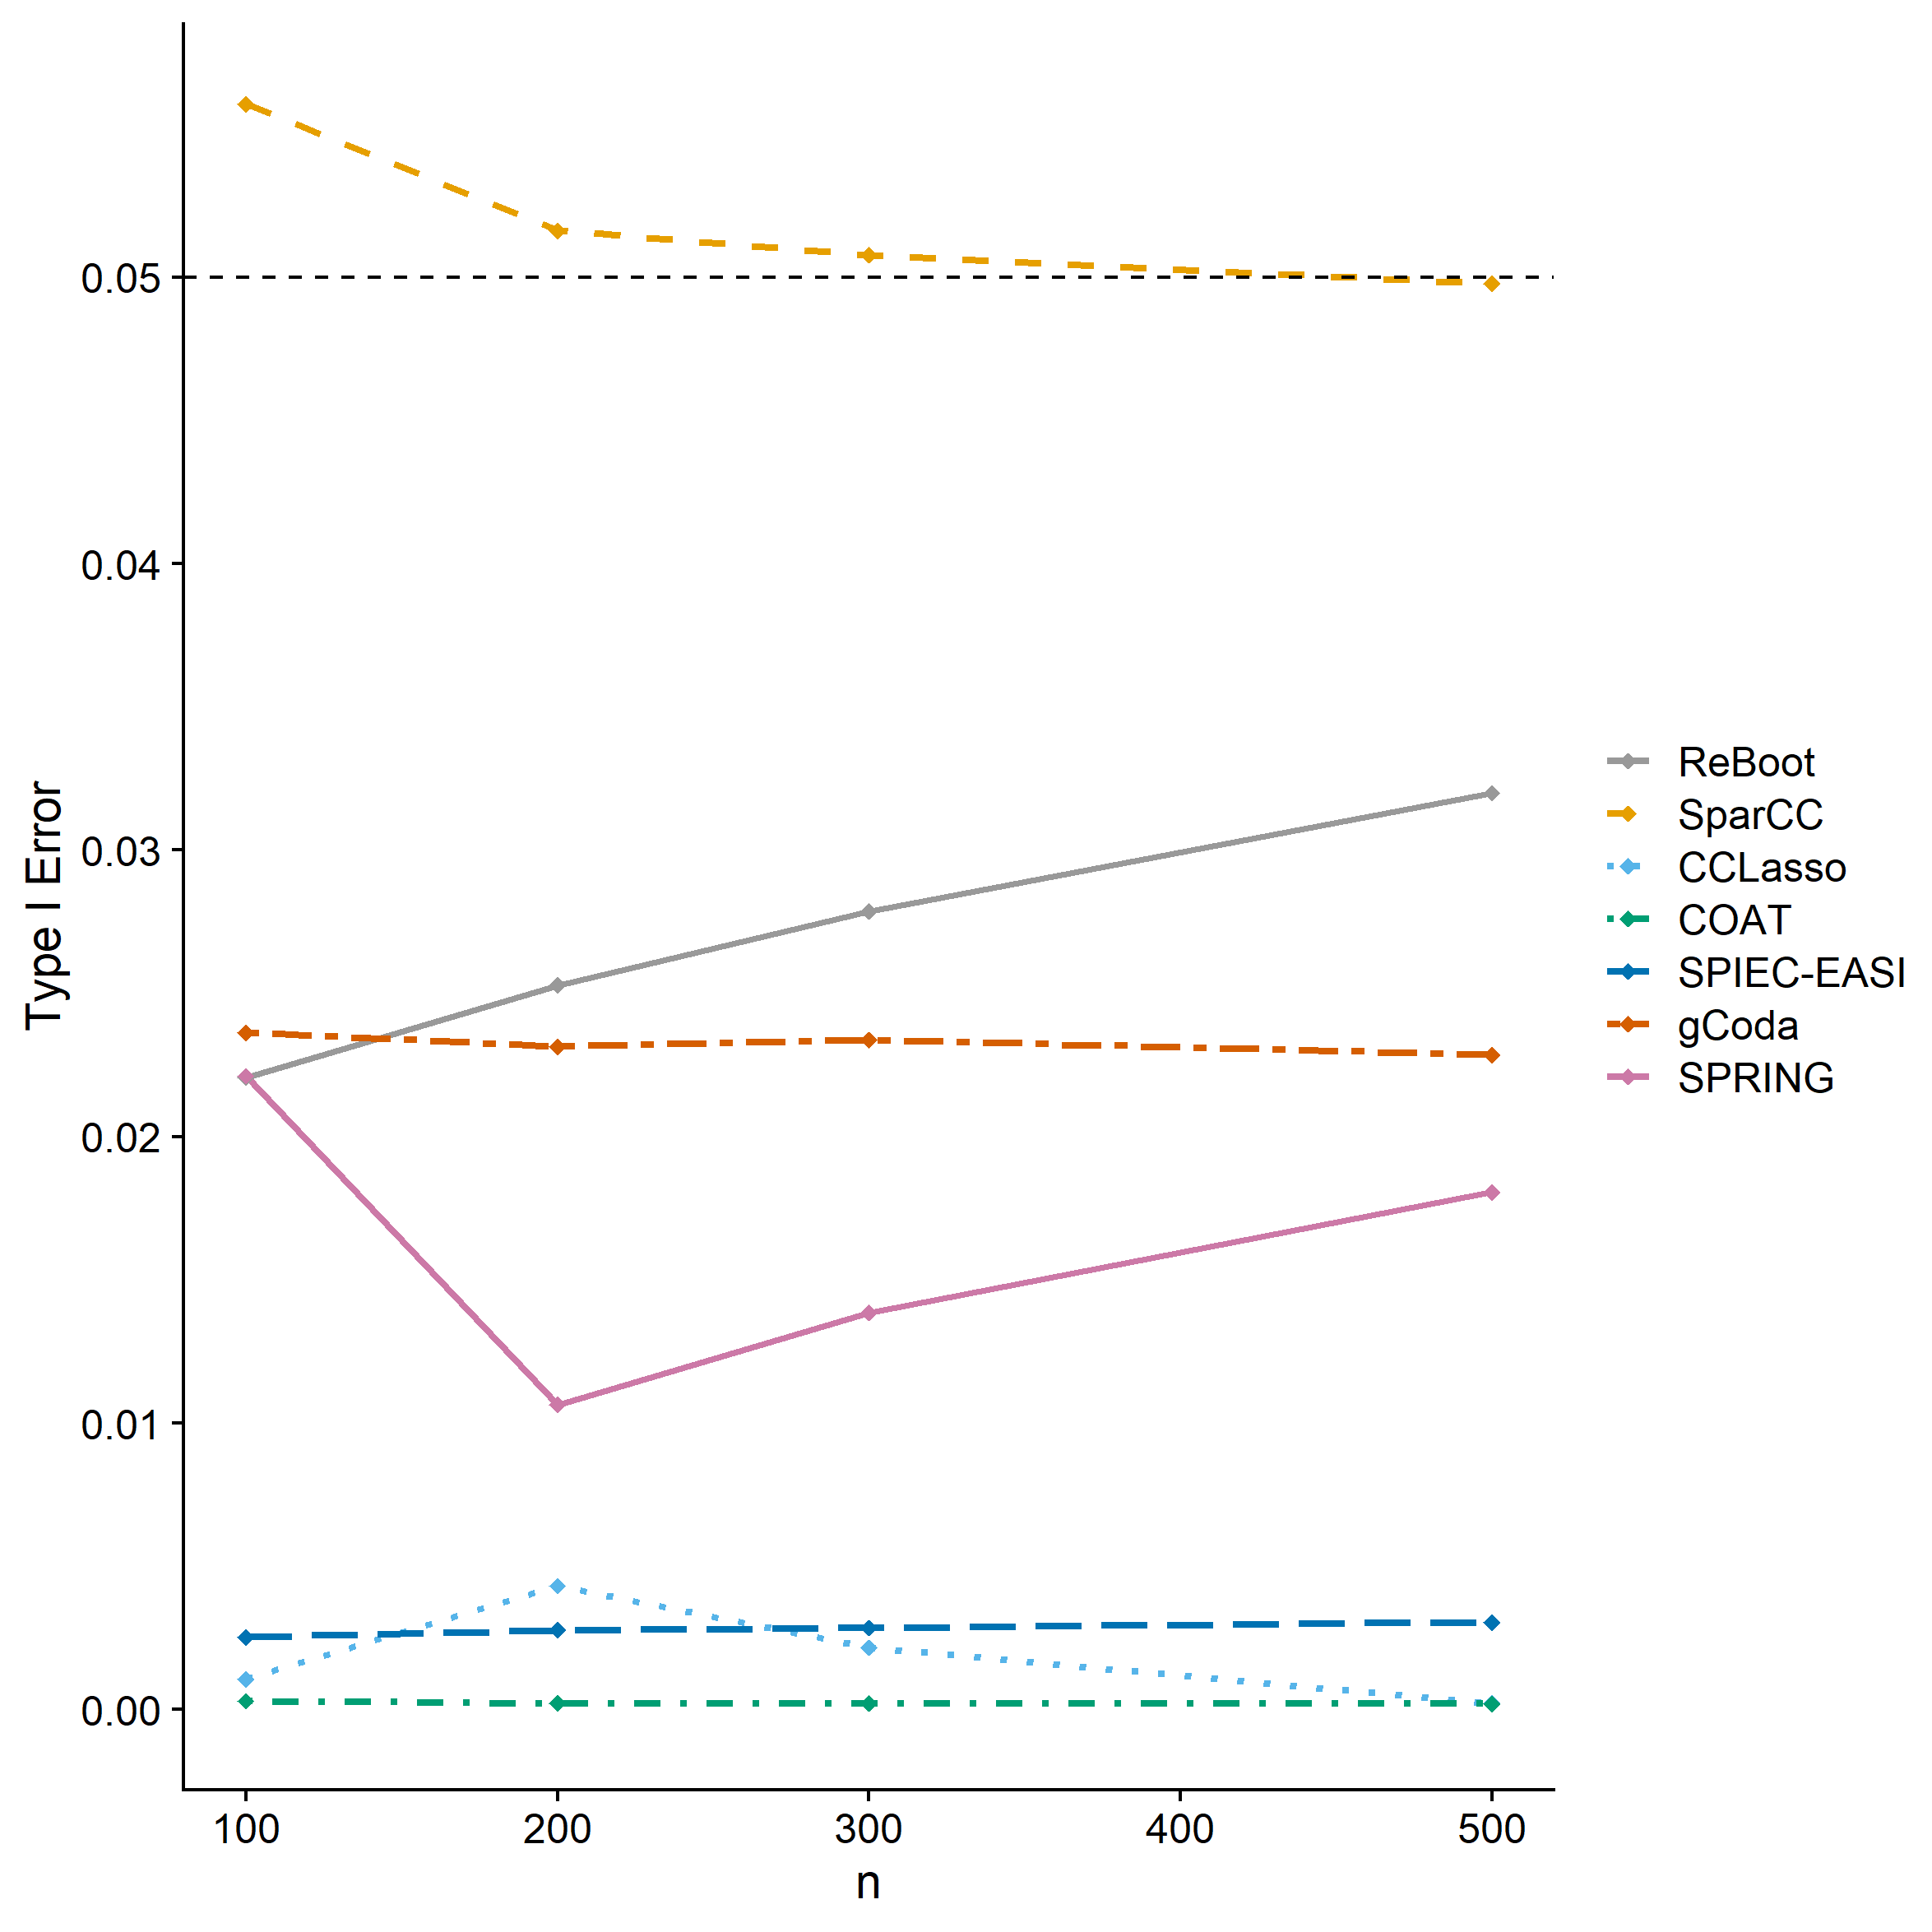 Type I Error
0.05
0.04
0.03
0.02
0.01
0.00
100 200 300 400 500
n
ReBoot
SparCC
CCLasso
COAT
SPIEC-EASI
gCoda
SPRING